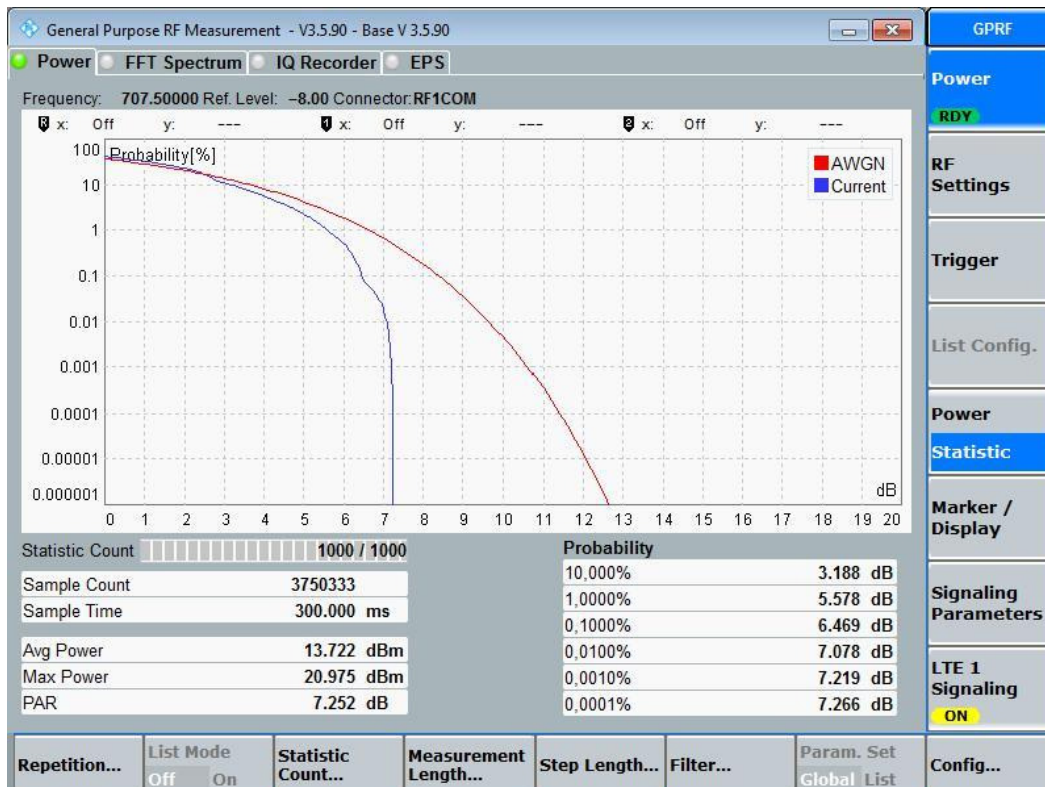 General Purpose RF Measurement - V3.5.90 - Base V 3.5.90
GPRF
Power FFT Spectrum IQ Recorder EPS
Frequency: 707.50000 Ref. Level: -8.00 Connector: RF1COM
R x: Off y: --- 1 x: Off y: --- 2 x: Off y: ---
Probability[%]
AWGN
Current
100
10
1
0.1
0.01
0.001
0.0001
0.00001
0.000001
dB
0 1 2 3 4 5 6 7 8 9 10 11 12 13 14 15 16 17 18 19 20
Statistic Count 1000 / 1000
Sample Count 3750333
Sample Time 300.000 ms
Avg Power 13.722 dBm
Max Power 20.975 dBm
PAR 7.252 dB
Probability
10,000% 3.188 dB
1,0000% 5.578 dB
0,1000% 6.469 dB
0,0100% 7.078 dB
0,0010% 7.219 dB
0,0001% 7.266 dB
Power
RDY
RF
Settings
Trigger
List Config.
Power
Statistic
Marker /
Display
Signaling
Parameters
LTE 1
Signaling
ON
Repetition...
List Mode
Off On
Statistic
Count...
Measurement
Length...
Step Length...
Filter...
Param. Set
Global List
Config...